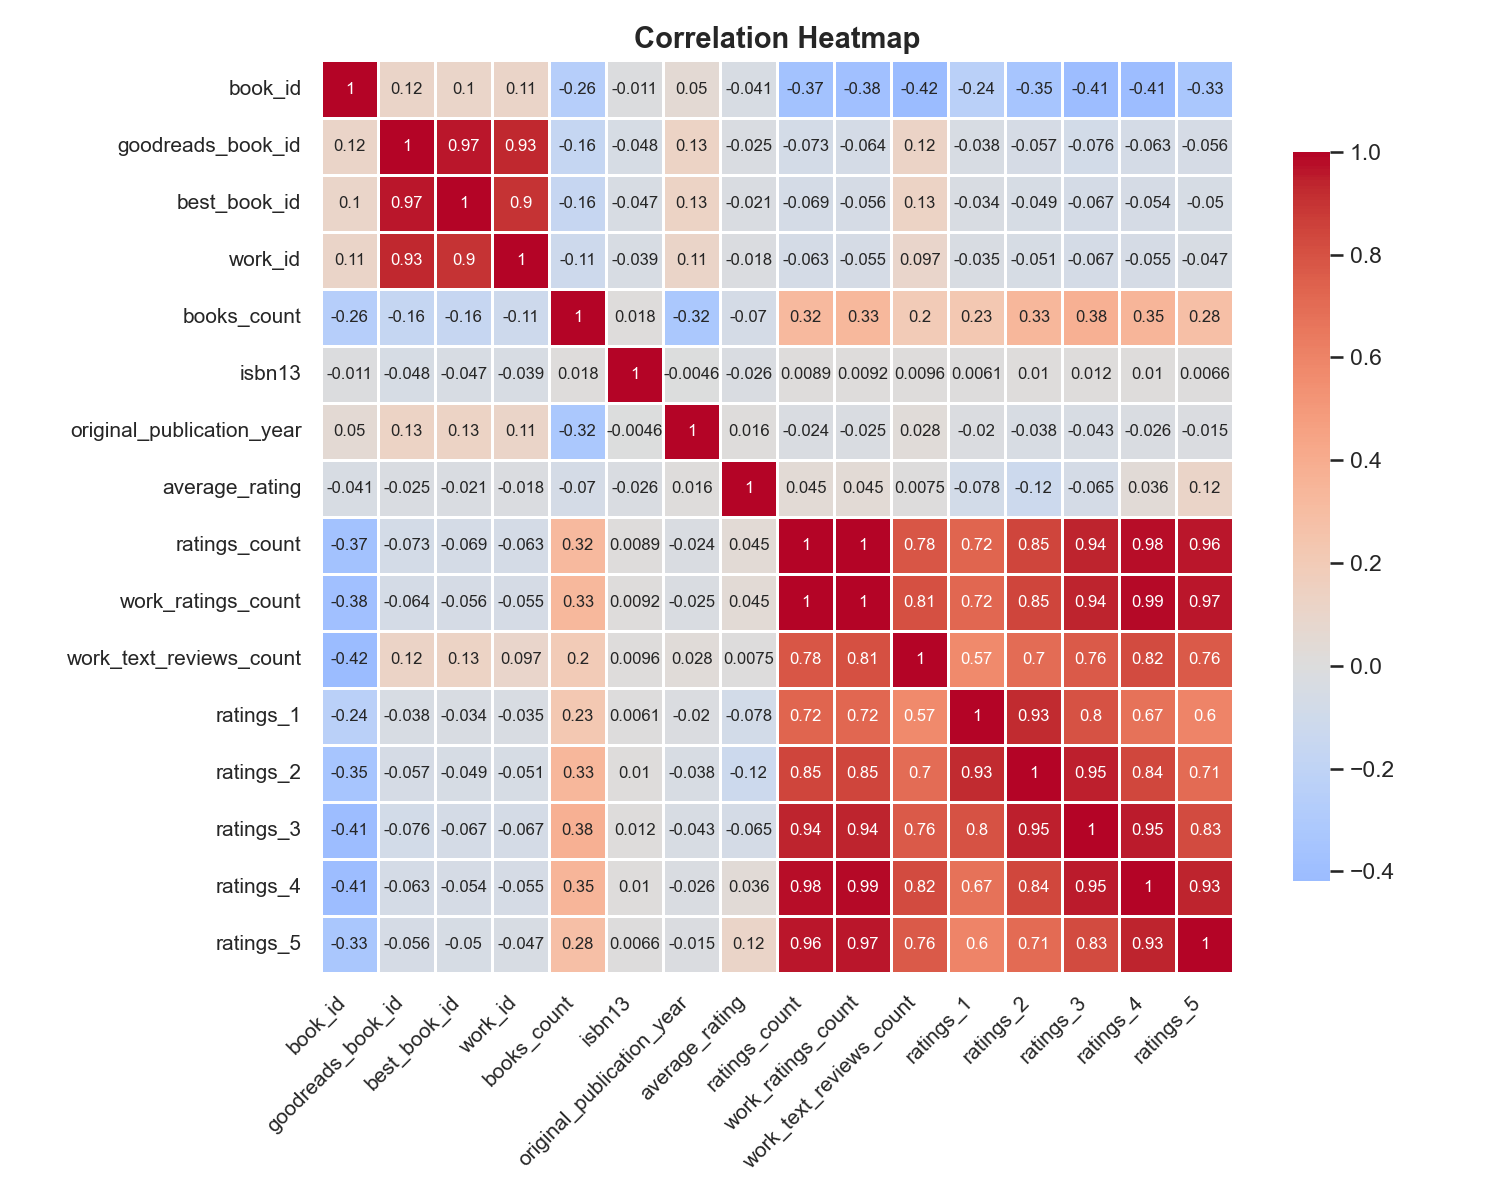 Correlation Heatmap
book_id 1 0.12 0.1 0.11 -0.26 -0.011 0.05 -0.041 -0.37 -0.38 -0.42 -0.24 -0.35 -0.41 -0.41 -0.33
goodreads_book_id 0.12 1 0.97 0.93 -0.16 -0.048 0.13 -0.025 -0.073 -0.064 0.12 -0.038 -0.057 -0.076 -0.063 -0.056
best_book_id 0.1 0.97 1 0.9 -0.16 -0.047 0.13 -0.021 -0.069 -0.056 0.13 -0.034 -0.049 -0.067 -0.054 -0.05
work_id 0.11 0.93 0.9 1 -0.11 -0.039 0.11 -0.018 -0.063 -0.055 0.097 -0.035 -0.051 -0.067 -0.055 -0.047
books_count -0.26 -0.16 -0.16 -0.11 1 0.018 -0.32 -0.07 0.32 0.33 0.2 0.23 0.33 0.38 0.35 0.28
isbn13 -0.011 -0.048 -0.047 -0.039 0.018 1 -0.0046 -0.026 0.0089 0.0092 0.0096 0.0061 0.01 0.012 0.01 0.0066
original_publication_year 0.05 0.13 0.13 0.11 -0.32 -0.0046 1 0.016 -0.024 -0.025 0.028 -0.02 -0.038 -0.043 -0.026 -0.015
average_rating -0.041 -0.025 -0.021 -0.018 -0.07 -0.026 0.016 1 0.045 0.045 0.0075 -0.078 -0.12 -0.065 0.036 0.12
ratings_count -0.37 -0.073 -0.069 -0.063 0.32 0.0089 -0.024 0.045 1 1 0.78 0.72 0.85 0.94 0.98 0.96
work_ratings_count -0.38 -0.064 -0.056 -0.055 0.33 0.0092 -0.025 0.045 1 1 0.81 0.72 0.85 0.94 0.99 0.97
work_text_reviews_count -0.42 0.12 0.13 0.097 0.2 0.0096 0.028 0.0075 0.78 0.81 1 0.57 0.7 0.76 0.82 0.76
ratings_1 -0.24 -0.038 -0.034 -0.035 0.23 0.0061 -0.02 -0.078 0.72 0.72 0.57 1 0.93 0.8 0.67 0.6
ratings_2 -0.35 -0.057 -0.049 -0.051 0.33 0.01 -0.038 -0.12 0.85 0.85 0.7 0.93 1 0.95 0.84 0.71
ratings_3 -0.41 -0.076 -0.067 -0.067 0.38 0.012 -0.043 -0.065 0.94 0.94 0.76 0.8 0.95 1 0.95 0.83
ratings_4 -0.41 -0.063 -0.054 -0.055 0.35 0.01 -0.026 0.036 0.98 0.99 0.82 0.67 0.84 0.95 1 0.93
ratings_5 -0.33 -0.056 -0.05 -0.047 0.28 0.0066 -0.015 0.12 0.96 0.97 0.76 0.6 0.71 0.83 0.93 1
book_id
goodreads_book_id
best_book_id
work_id
books_count
isbn13
original_publication_year
average_rating
ratings_count
work_ratings_count
work_text_reviews_count
ratings_1
ratings_2
ratings_3
ratings_4
ratings_5
1.0
0.8
0.6
0.4
0.2
0.0
−0.2
−0.4